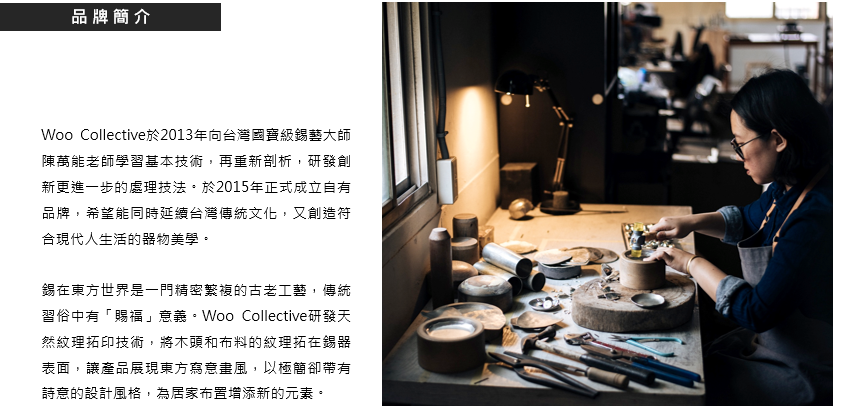 品牌簡介
Woo Collective於2013年向台灣國寶級錫藝大師
陳萬能老師學習基本技術，再重新剖析，研發創
新更進一步的處理技法。於2015年正式成立自有
品牌，希望能同時延續台灣傳統文化，又創造符
合現代人生活的器物美學。
錫在東方世界是一門精密繁複的古老工藝，傳統
習俗中有「賜福」意義。Woo Collective研發天
然紋理拓印技術，將木頭和布料的紋理拓在錫器
表面，讓產品展現東方寫意畫風，以極簡卻帶有
詩意的設計風格，為居家布置增添新的元素。